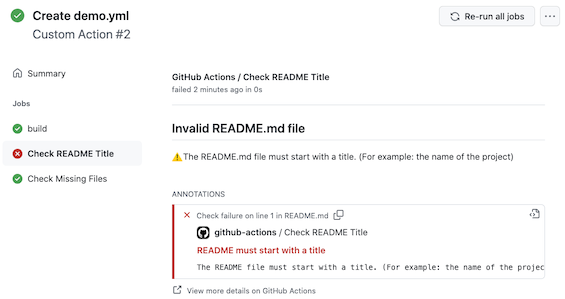 Create demo.yml
Re-run all jobs
Custom Action #2
Summary
GitHub Actions / Check README Title
failed 2 minutes ago in 0s
Jobs
build
Check README Title
Check Missing Files
Invalid README.md file
⚠️The README.md file must start with a title. (For example: the name of the project)
ANNOTATIONS
Check failure on line 1 in README.md
github-actions / Check README Title
README must start with a title
The README file must start with a title. (For example: the name of the projec
View more details on GitHub Actions